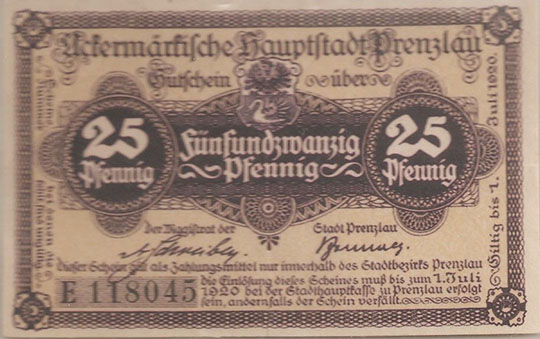 Uckermärkische Hauptstadt Prenzlau
Gutschein über
25 Pfennig
Fünfundzwanzig
Pfennig
25 Pfennig
der Magistrat der Stadt Prenzlau
dieser Schein gilt als Zahlungsmittel nur innerhalb des Stadtbezirks Prenzlau
E 118045
die Einlösung dieses Scheines muß bis zum 1. Juli
1920 bei der Stadthauptkasse zu Prenzlau erfolgt
sein, andernfalls der Schein verfällt.
Giltig bis 1. Juli 1920.